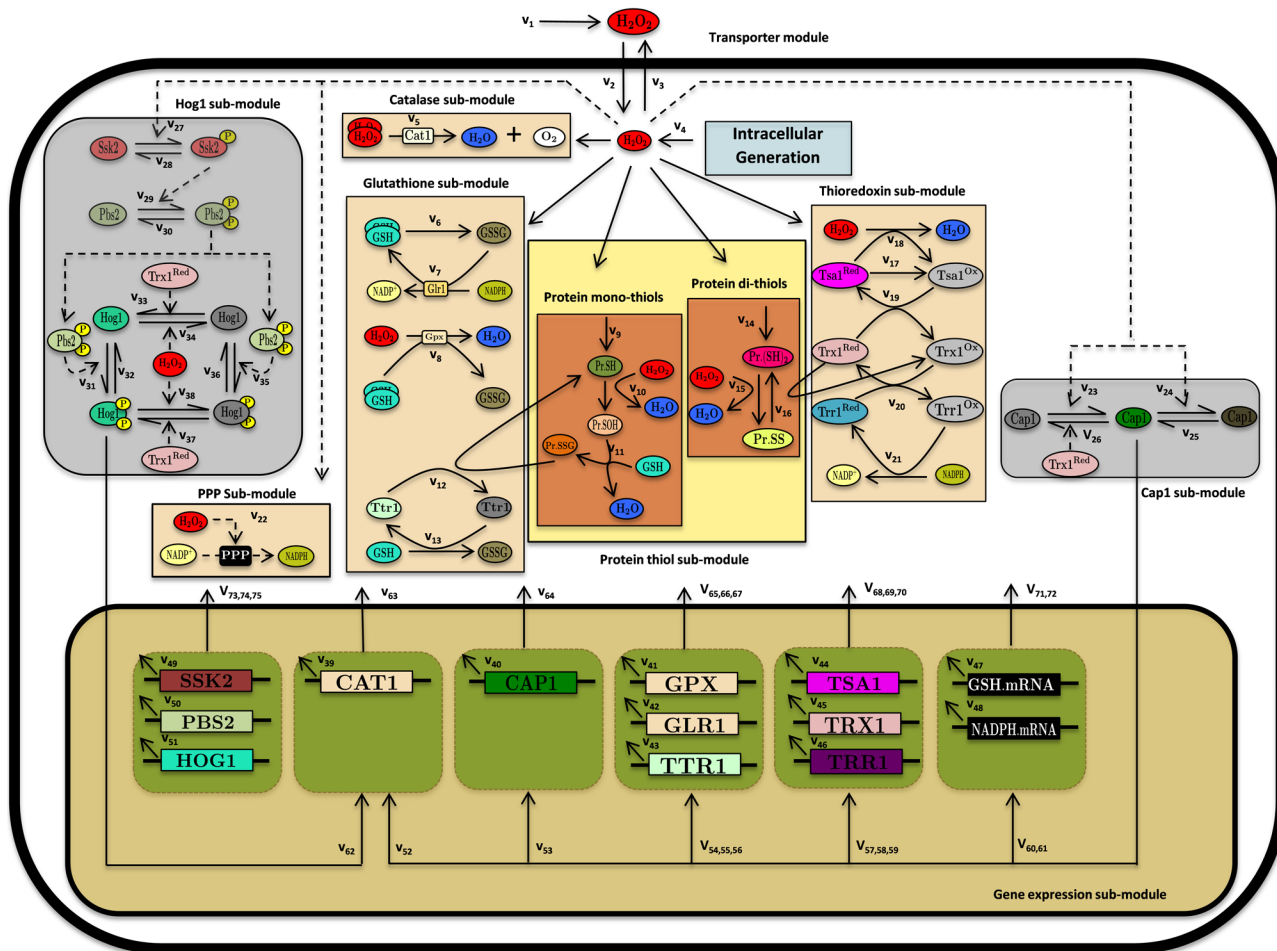 v1
H2O2
Transporter module
v2
v3
Hog1 sub-module
v27
Ssk2
Ssk2
P
v28
v29
Pbs2
Pbs2
P
P
v30
Trx1Red
v33
Hog1
Hog1
v34
Pbs2
P
P
Pbs2
P
P
v31
v32
H2O2
v36
v35
v38
Hog1
P
P
Hog1
P
P
v37
Trx1Red
Catalase sub-module
H2O2
v5
Cat1
H2O
+
O2
H2O2
v4
Intracellular
Generation
Glutathione sub-module
GSH
GSH
v6
GSSG
v7
NADP+
Glr1
NADPH
H2O2
Gpx
H2O
v8
GSH
GSH
GSSG
v12
Ttr1
Ttr1
v13
GSH
GSSG
Protein mono-thiols
v9
Pr.SH
H2O2
v10
H2O
Pr.SOH
Pr.SSG
v11
GSH
H2O
Protein di-thiols
v14
Pr.(SH)2
H2O2
v15
H2O
v16
Pr.SS
Protein thiol sub-module
Thioredoxin sub-module
H2O2
H2O
v18
Tsa1Red
v17
Tsa1Ox
v19
Trx1Red
Trx1Ox
Trr1Red
v20
Trr1Ox
v21
NADP+
NADPH
v23
v24
Cap1
Cap1
Cap1
V26
v25
Trx1Red
Cap1 sub-module
PPP Sub-module
H2O2
v22
NADP+
PPP
NADPH
V73,74,75
v63
v64
V65,66,67
V68,69,70
V71,72
v49
SSK2
v50
PBS2
v51
HOG1
v39
CAT1
v40
CAP1
v41
GPX
v42
GLR1
v43
TTR1
v44
TSA1
v45
TRX1
v46
TRR1
v47
GSH.mRNA
v48
NADPH.mRNA
v62
v52
v53
V54,55,56
V57,58,59
V60,61
Gene expression sub-module